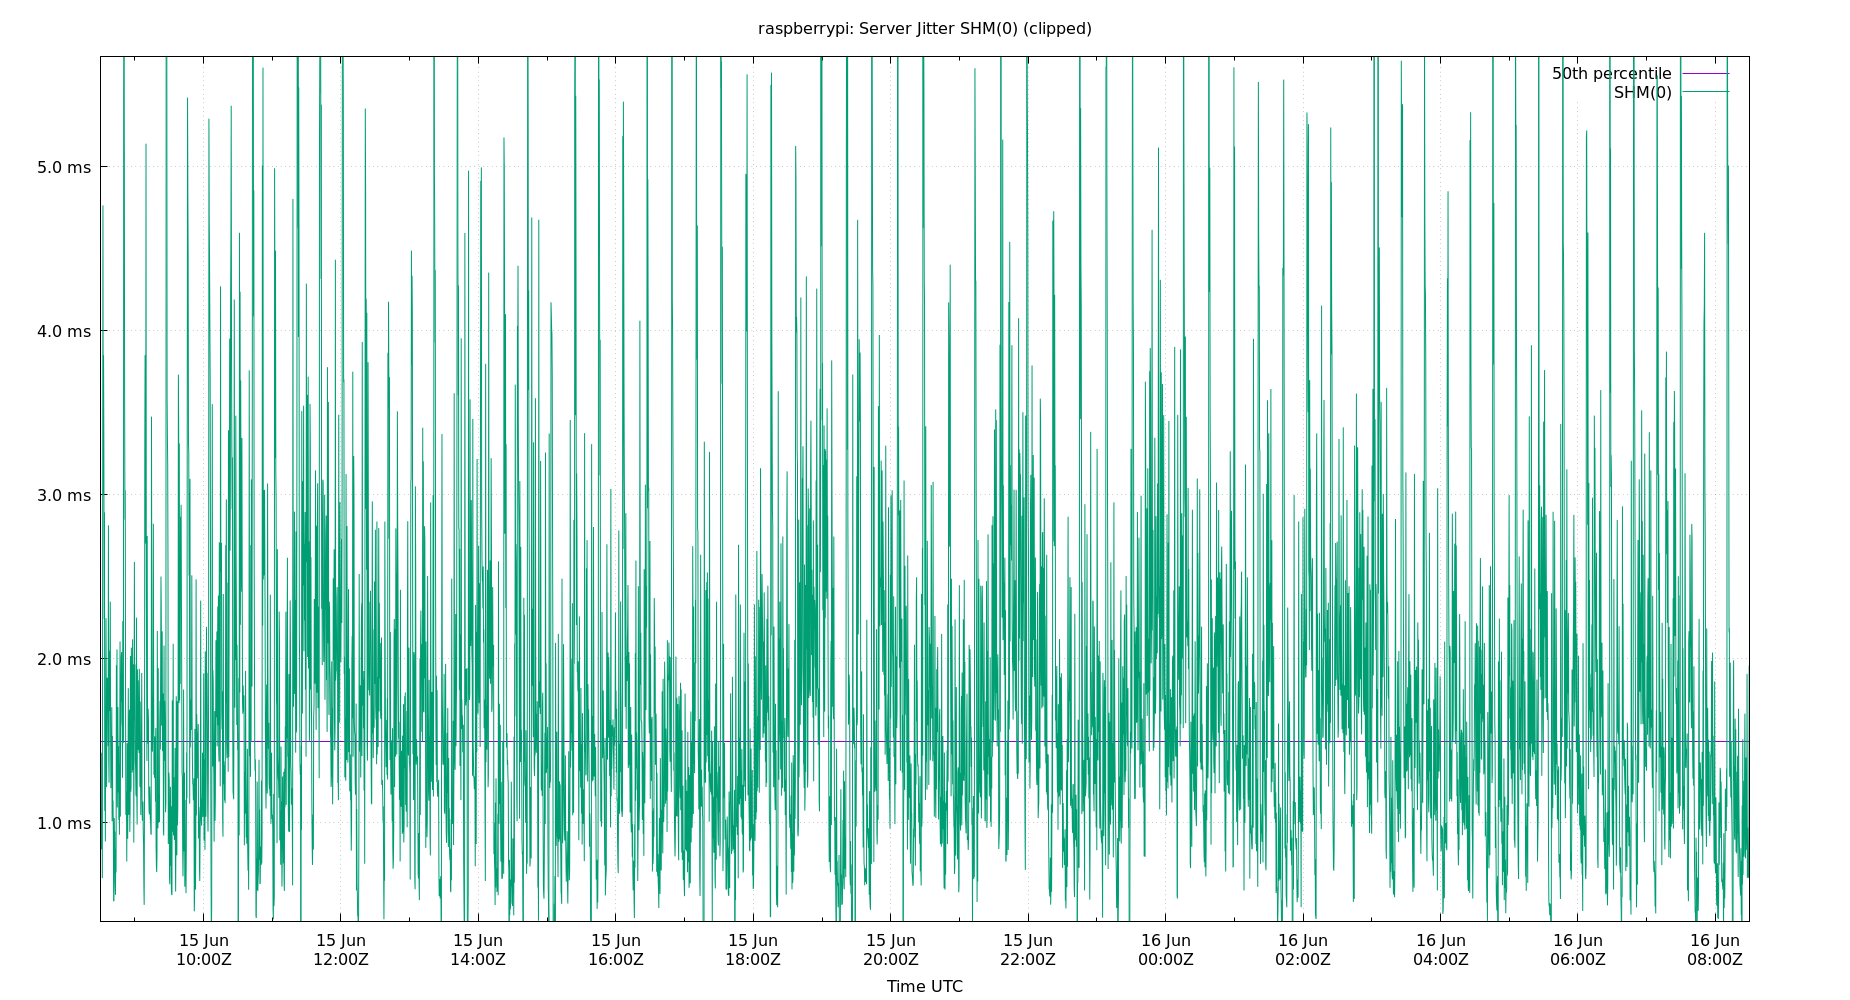 raspberrypi: Server Jitter SHM(0) (clipped)
50th percentile
SHM(0)
5.0 ms
4.0 ms
3.0 ms
2.0 ms
1.0 ms
15 Jun 15 Jun 15 Jun 15 Jun 15 Jun 15 Jun 15 Jun 16 Jun 16 Jun 16 Jun 16 Jun 16 Jun
10:00Z 12:00Z 14:00Z 16:00Z 18:00Z 20:00Z 22:00Z 00:00Z 02:00Z 04:00Z 06:00Z 08:00Z
Time UTC